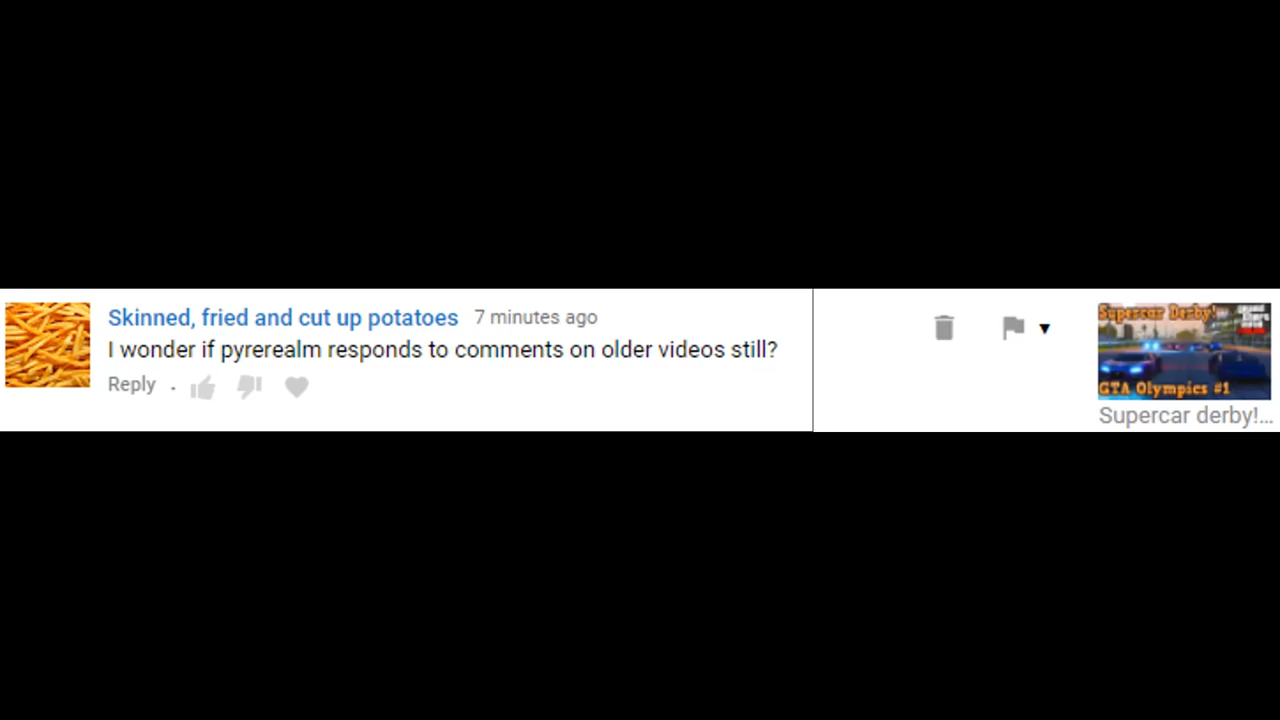 Skinned, fried and cut up potatoes 7 minutes ago
I wonder if pyrerealm responds to comments on older videos still?
Reply
Supercar Derby!
GTA Olympics #1
Supercar derby!...